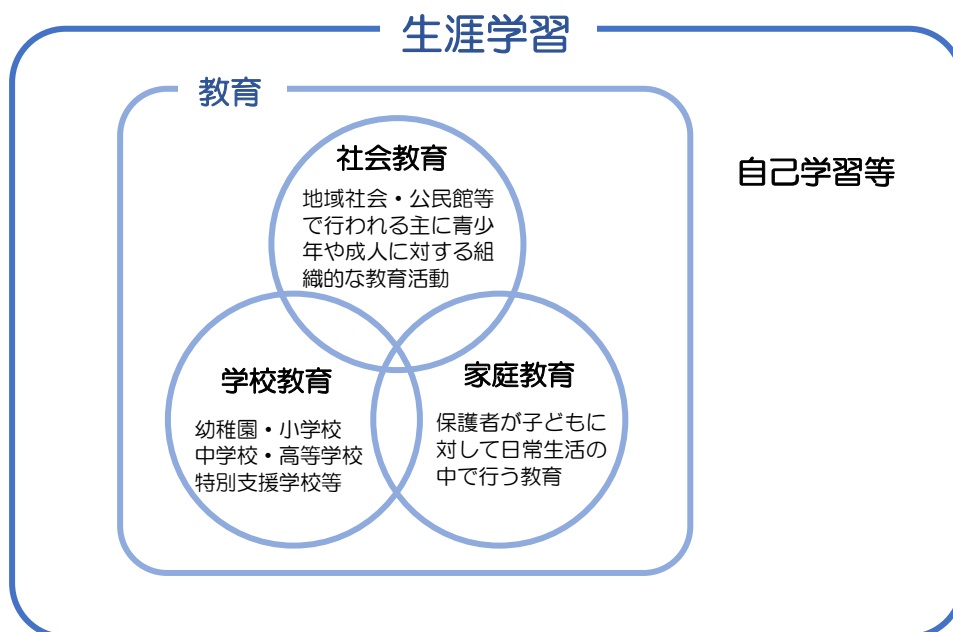 生涯学習
教育
社会教育
地域社会・公民館等
で行われる主に青少
年や成人に対する組
織的な教育活動
自己学習等
学校教育
幼稚園・小学校
中学校・高等学校
特別支援学校等
家庭教育
保護者が子どもに
対して日常生活の
中で行う教育